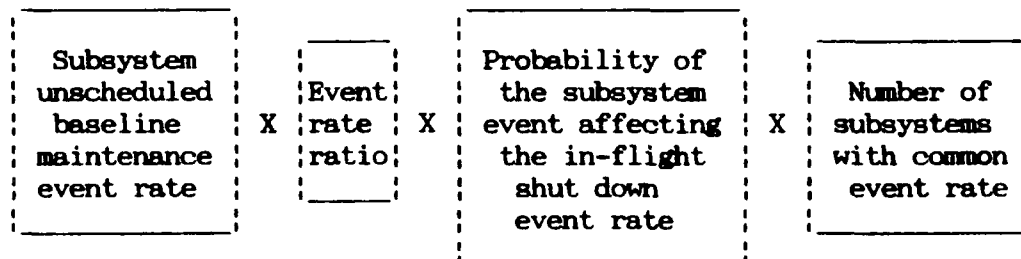 Subsystem
unscheduled
baseline
maintenance
event rate
X
Event
rate
ratio
X
Probability of
the subsystem
event affecting
the in-flight
shut down
event rate
X
Number of
subsystems
with common
event rate